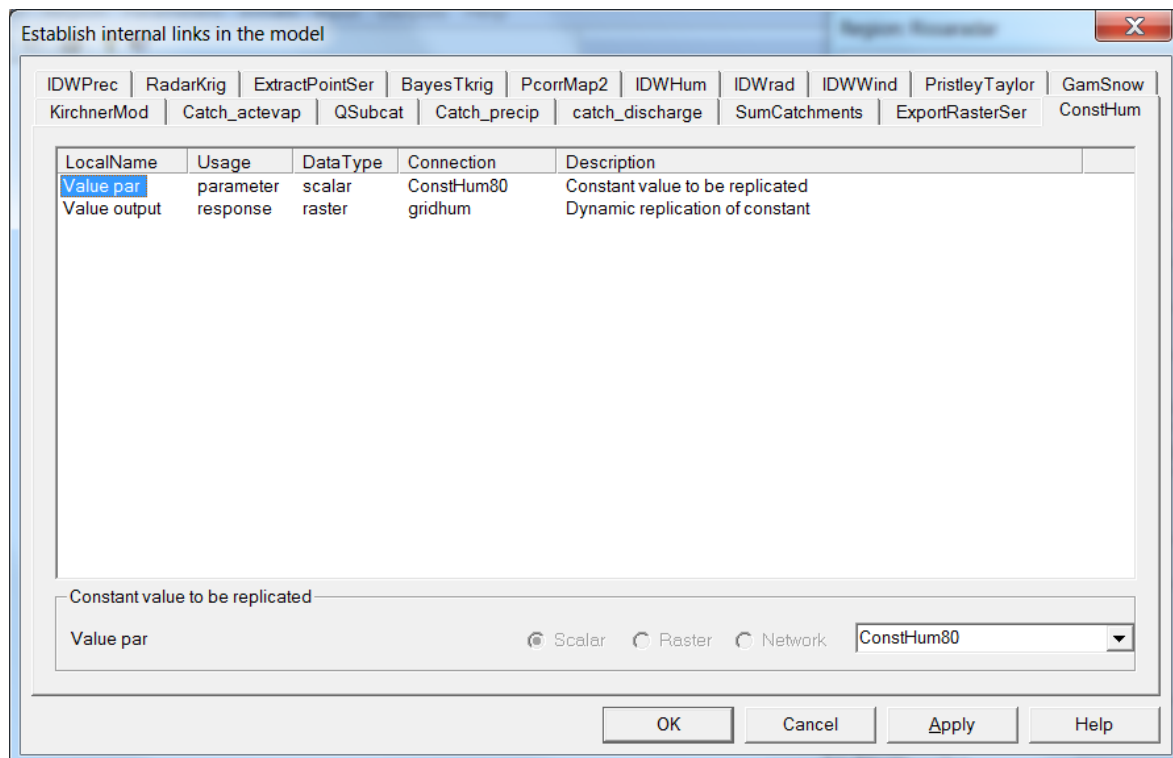 Establish internal links in the model
IDWPrec RadarKrig ExtractPointSer BayesTkrig PcorrMap2 IDWHum IDWrad IDWWind PristleyTaylor GamSnow
KirchnerMod Catch_actevap QSubcat Catch_precip catch_discharge SumCatchments ExportRasterSer ConstHum
LocalName Usage DataType Connection Description
Value par parameter scalar ConstHum80 Constant value to be replicated
Value output response raster gridhum Dynamic replication of constant
Constant value to be replicated
Value par Scalar Raster Network ConstHum80
OK Cancel Apply Help